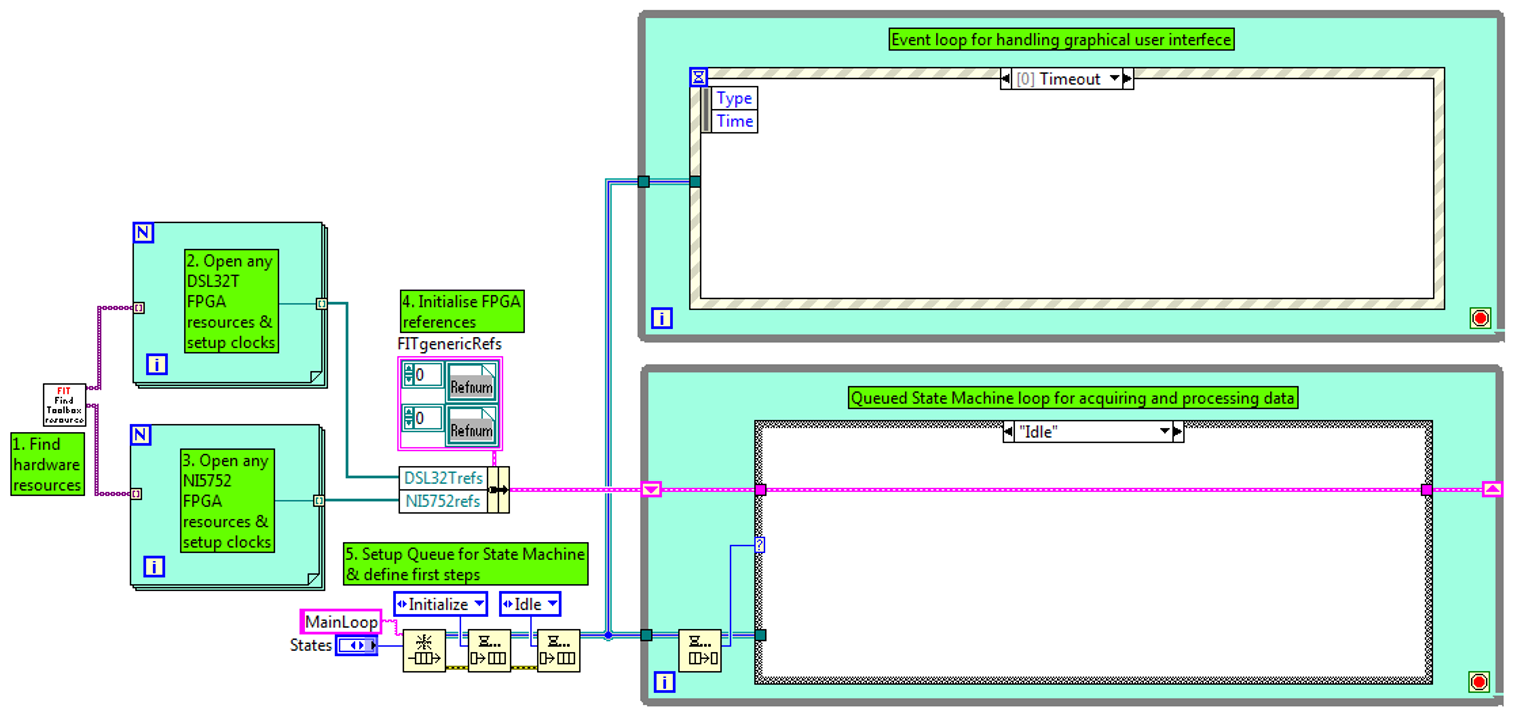 Event loop for handling graphical user interfece
[0] Timeout
Type
Time
i
N
2. Open any
DSL32T
FPGA
resources &
setup clocks
i
FIT
Find
Toolbox
resource
1. Find
hardware
resources
N
3. Open any
NI5752
FPGA
resources &
setup clocks
i
4. Initialise FPGA
references
FITgenericRefs
0
Refnum
0
Refnum
DSL32Trefs
NI5752refs
5. Setup Queue for State Machine
& define first steps
Initialize
Idle
MainLoop
States
Queued State Machine loop for acquiring and processing data
"Idle"
?
i